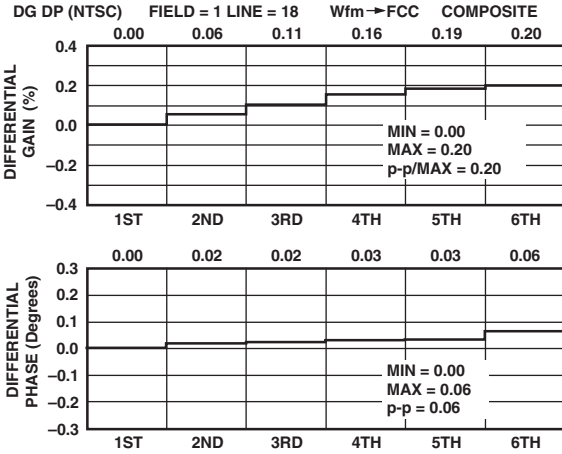 DG DP (NTSC) FIELD = 1 LINE = 18 Wfm→FCC COMPOSITE
0.00 0.06 0.11 0.16 0.19 0.20
DIFFERENTIAL
GAIN (%)
0.4
0.2
0.0
–0.2
–0.4
MIN = 0.00
MAX = 0.20
p-p/MAX = 0.20
1ST 2ND 3RD 4TH 5TH 6TH
0.00 0.02 0.02 0.03 0.03 0.06
DIFFERENTIAL
PHASE (Degrees)
0.3
0.2
0.1
0.0
–0.1
–0.2
–0.3
MIN = 0.00
MAX = 0.06
p-p = 0.06
1ST 2ND 3RD 4TH 5TH 6TH